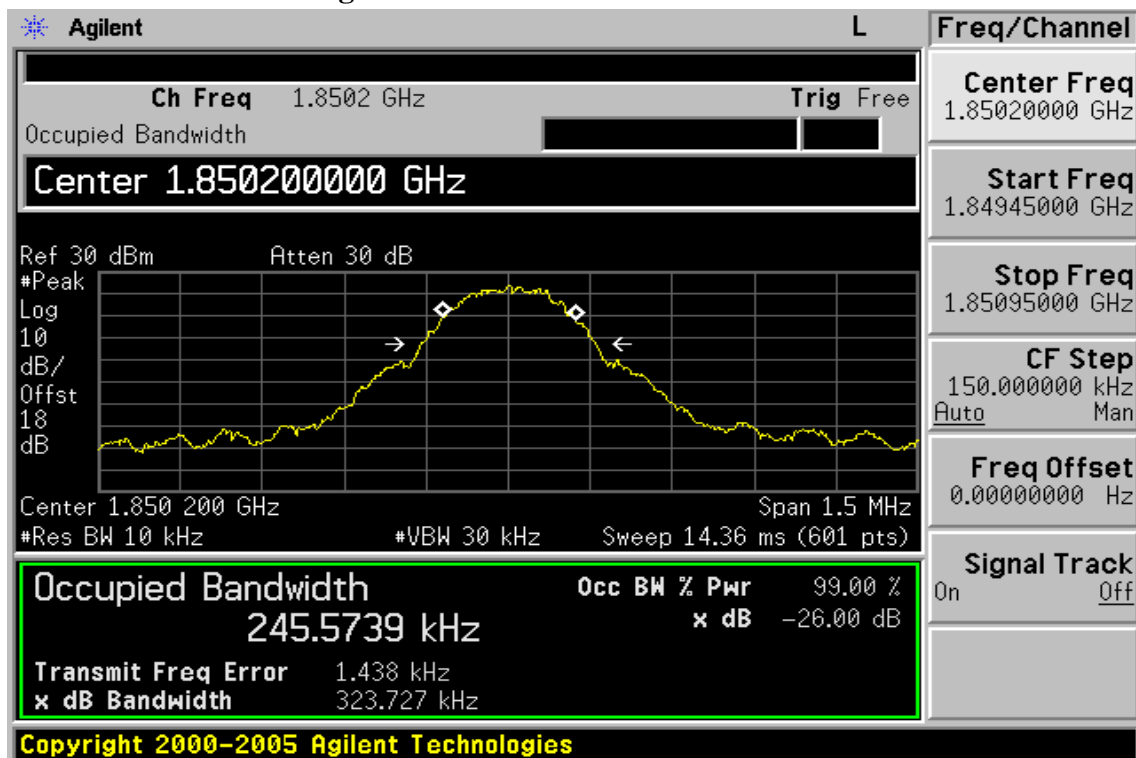 Agilent L
Ch Freq 1.8502 GHz Trig Free
Occupied Bandwidth
Center 1.850200000 GHz
Ref 30 dBm Atten 30 dB
#Peak
Log
10
dB/
Offst
18
dB
Center 1.850 200 GHz Span 1.5 MHz
#Res BW 10 kHz #VBW 30 kHz Sweep 14.36 ms (601 pts)
Occupied Bandwidth Occ BW % Pwr 99.00 %
245.5739 kHz x dB -26.00 dB
Transmit Freq Error 1.438 kHz
x dB Bandwidth 323.727 kHz
Copyright 2000-2005 Agilent Technologies
Freq/Channel
Center Freq
1.85020000 GHz
Start Freq
1.84945000 GHz
Stop Freq
1.85095000 GHz
CF Step
150.000000 kHz
Auto Man
Freq Offset
0.00000000 Hz
Signal Track
On Off